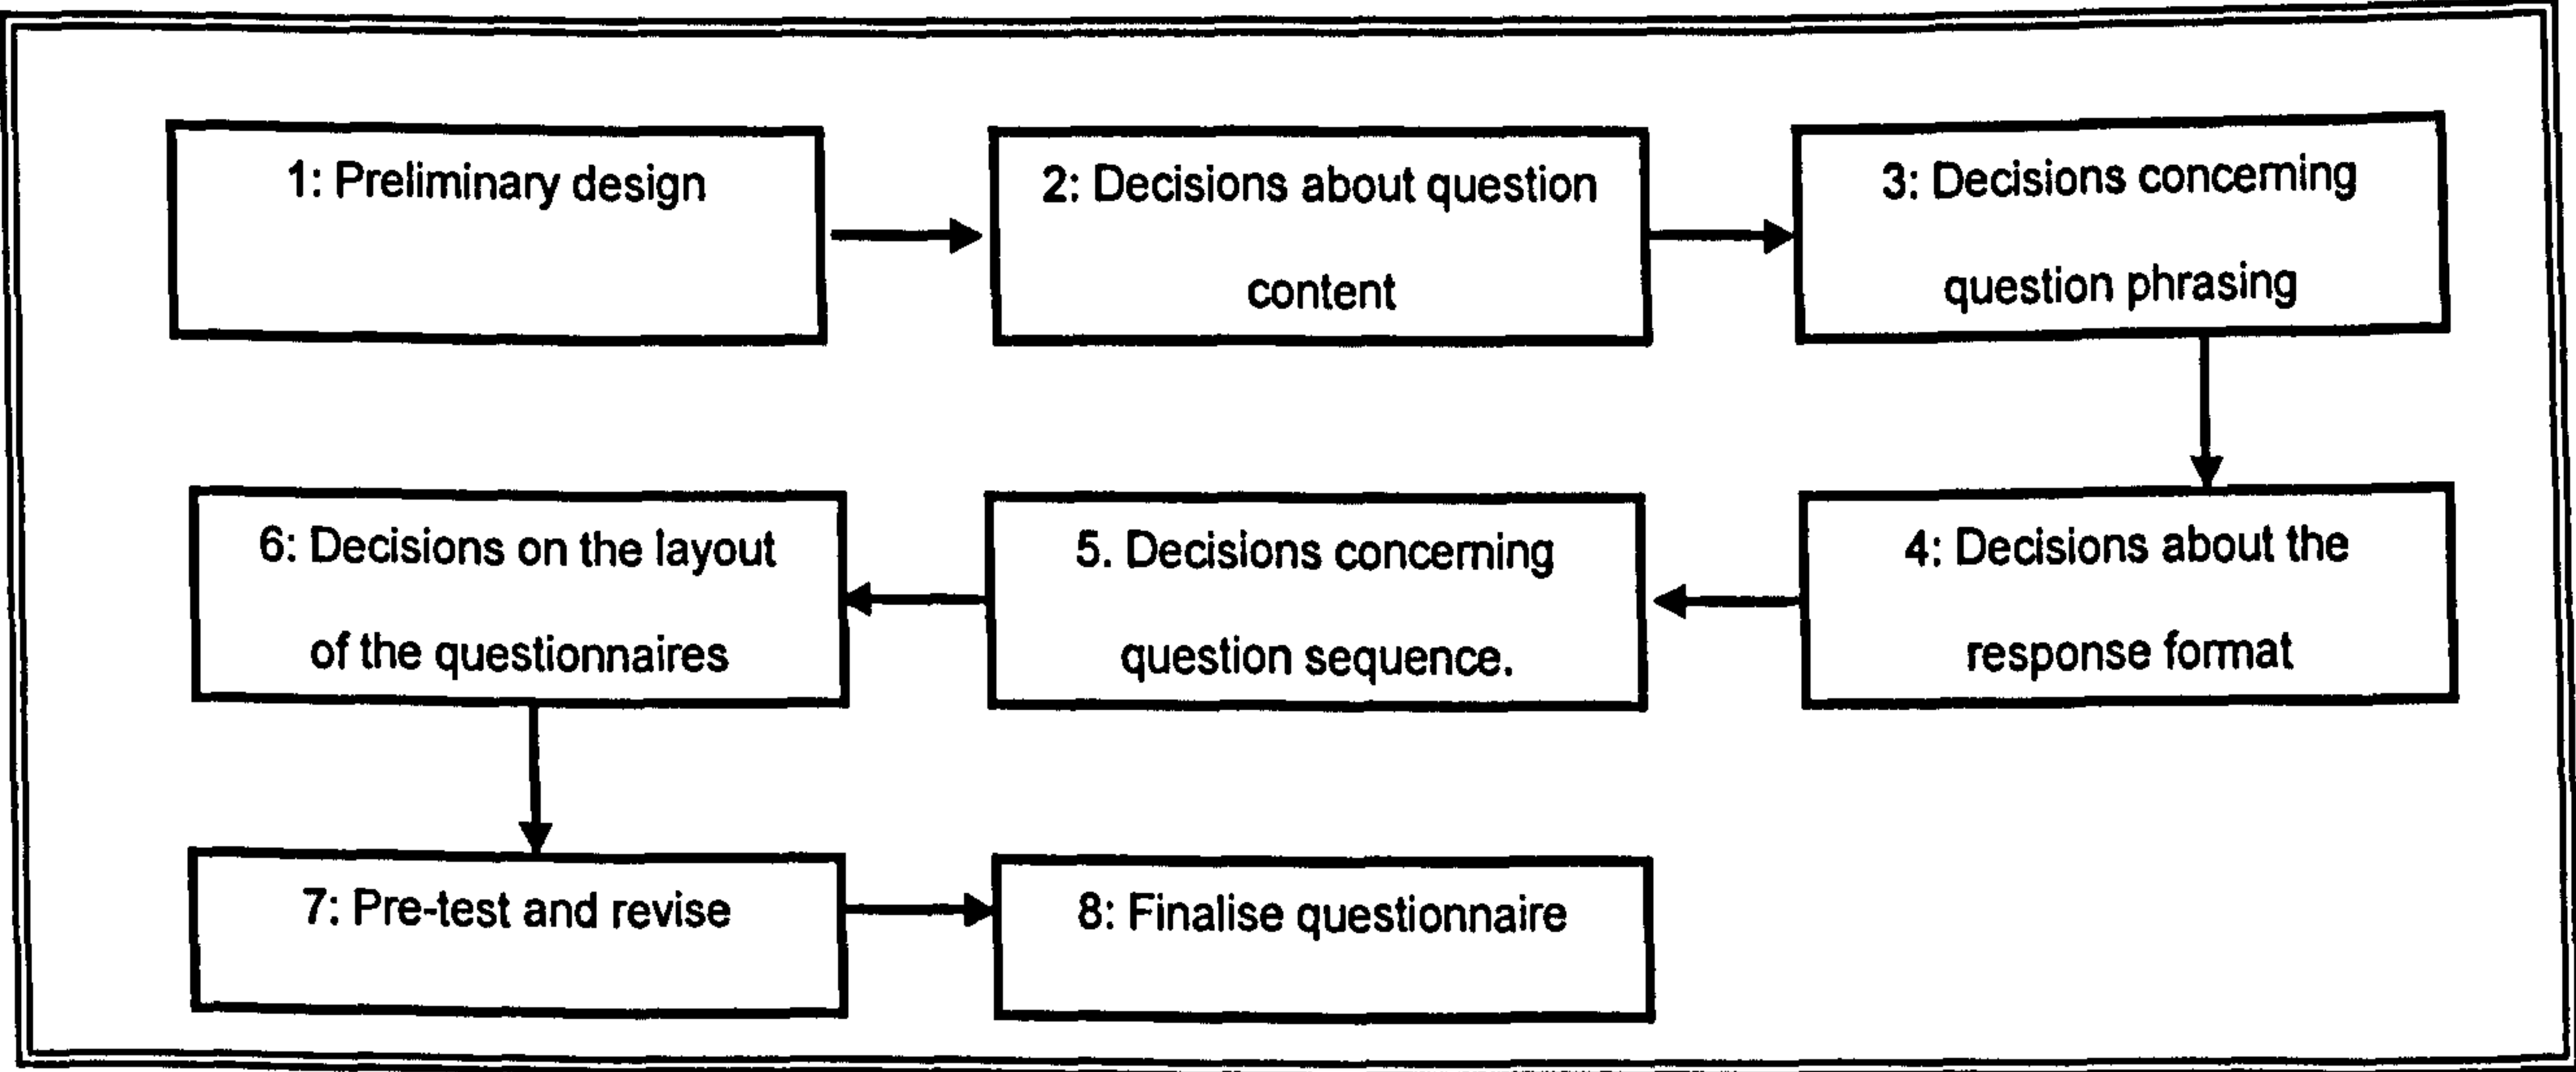 1: Preliminary design
2: Decisions about question
content
3: Decisions concerning
question phrasing
4: Decisions about the
response format
5. Decisions concerning
question sequence.
6: Decisions on the layout
of the questionnaires
7: Pre-test and revise
8: Finalise questionnaire